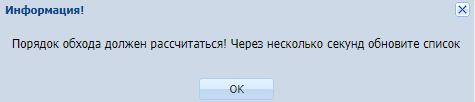 Информация!
Порядок обхода должен рассчитаться! Через несколько секунд обновите список
OK